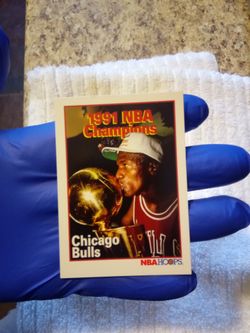 1991 NBA
Champions
Chicago
Bulls
NBA HOOPS